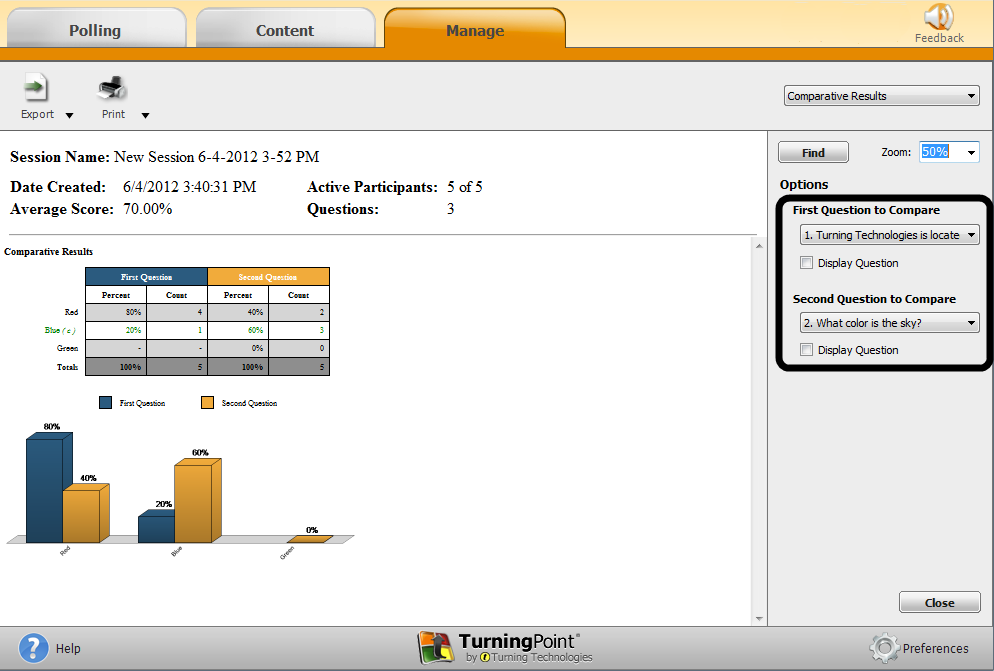 Polling
Content
Manage
Feedback
Export
Print
Comparative Results
Session Name: New Session 6-4-2012 3-52 PM
Date Created: 6/4/2012 3:40:31 PM Active Participants: 5 of 5
Average Score: 70.00% Questions: 3
Find Zoom: 50%
Options
First Question to Compare
1. Turning Technologies is locate
Display Question
Second Question to Compare
2. What color is the sky?
Display Question
Comparative Results
First Question Second Question
Percent Count Percent Count
Red 80% 4 40% 2
Blue ( c ) 20% 1 60% 3
Green - - 0% 0
Totals 100% 5 100% 5
First Question Second Question
80%
40%
20%
60%
0%
Red
Blue
Green
Close
? Help
TurningPoint®
by Turning Technologies
Preferences